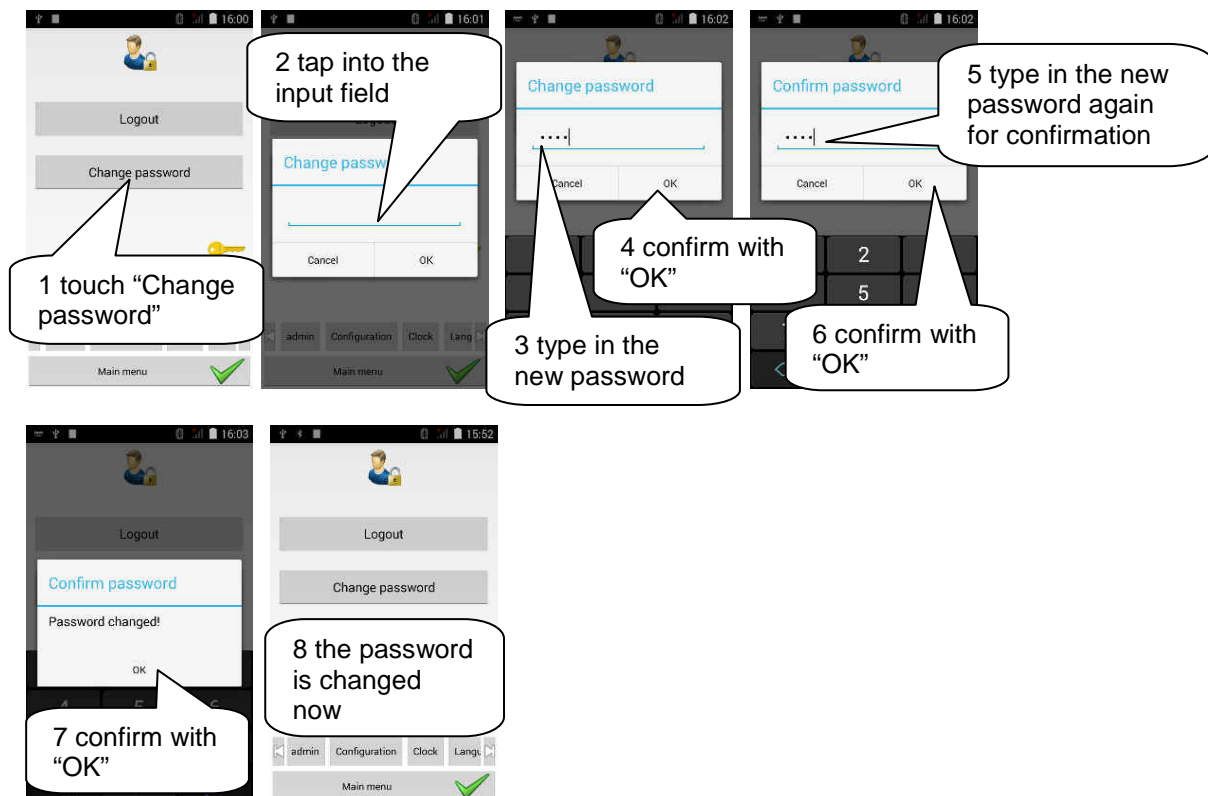 16:00
Logout
Change password
1 touch “Change
password”
Main menu
16:01
2 tap into the
input field
Cancel
OK
admin
Configuration
Clock
Lang
Main menu
16:02
Change password
....
Cancel
OK
4 confirm with
“OK”
3 type in the
new password
16:02
Confirm password
....
5 type in the new
password again
for confirmation
Cancel
OK
2
5
6 confirm with
“OK”
16:03
Logout
Confirm password
Password changed!
OK
7 confirm with
“OK”
15:52
Logout
Change password
8 the password
is changed
now
admin
Configuration
Clock
Main menu